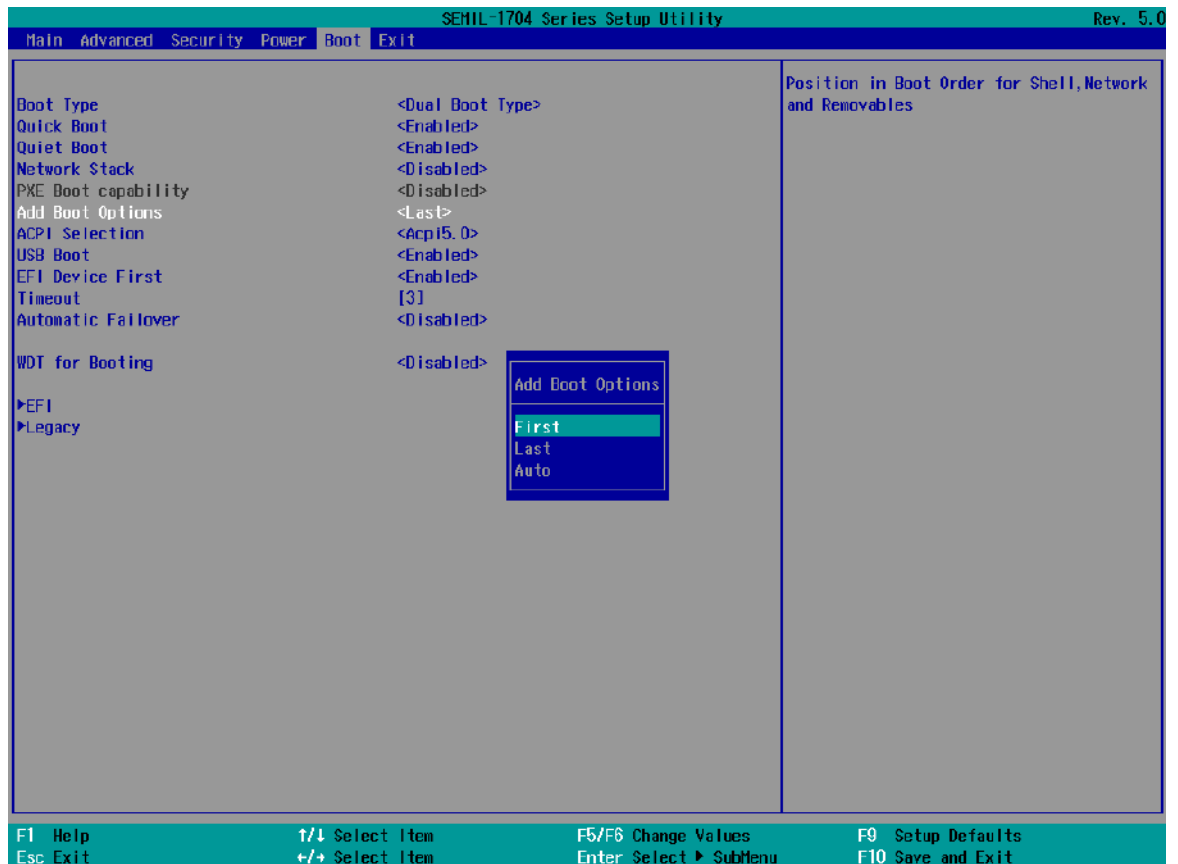 SEMIL-1704 Series Setup Utility Rev. 5.0
Main Advanced Security Power Boot Exit
Position in Boot Order for Shell,Network
and Removables
Boot Type <Dual Boot Type>
Quick Boot <Enabled>
Quiet Boot <Enabled>
Network Stack <Disabled>
PXE Boot capability <Disabled>
Add Boot Options <Last>
ACPI Selection <Acpi5.0>
USB Boot <Enabled>
EFI Device First <Enabled>
Timeout [3]
Automatic Failover <Disabled>
WDT for Booting <Disabled>
►EFI
►Legacy
Add Boot Options
First
Last
Auto
F1 Help ↑/↓ Select Item F5/F6 Change Values F9 Setup Defaults
Esc Exit ←/→ Select Item Enter Select ► SubMenu F10 Save and Exit